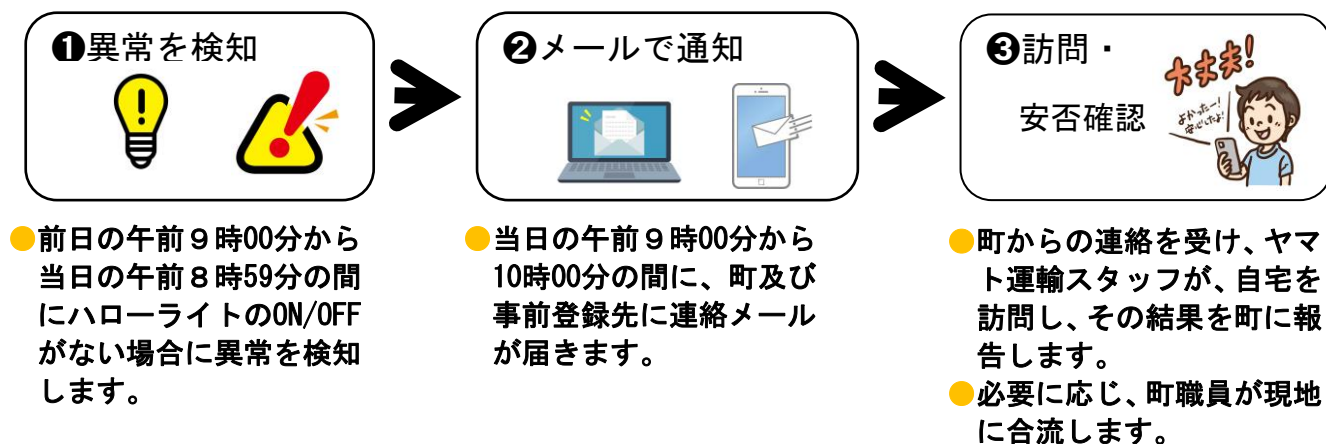 ❶異常を検知
❷メールで通知
❸訪問・
安否確認
大丈夫!
よかったー!
安心したよ!
●前日の午前９時00分から
当日の午前８時59分の間
にハローライトのON/OFF
がない場合に異常を検知
します。
●当日の午前９時00分から
10時00分の間に、町及び
事前登録先に連絡メール
が届きます。
●町からの連絡を受け、ヤマ
ト運輸スタッフが、自宅を
訪問し、その結果を町に報
告します。
●必要に応じ、町職員が現地
に合流します。